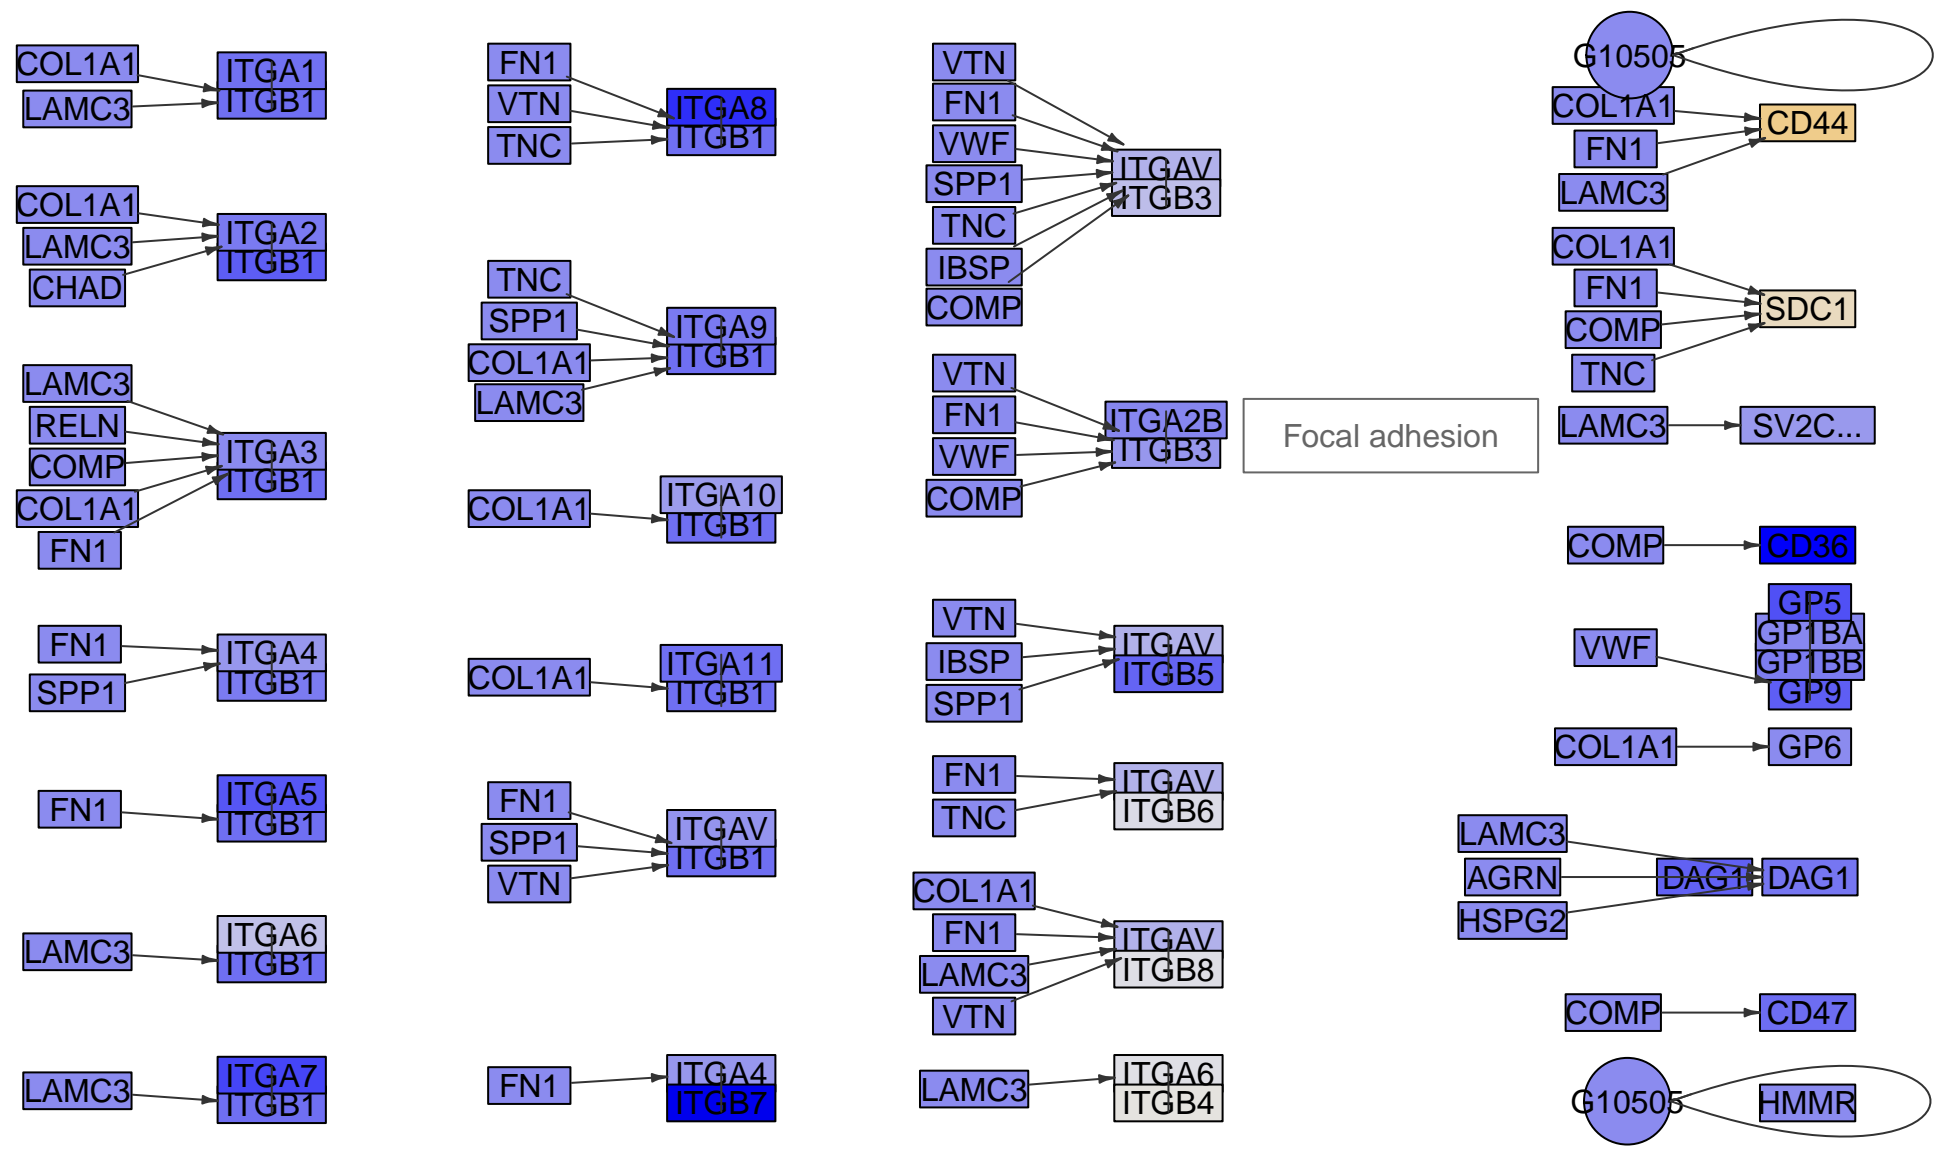 COL1A1
LAMC3
ITGA1
ITGB1
COL1A1
LAMC3
CHAD
ITGA2
ITGB1
LAMC3
RELN
COMP
COL1A1
FN1
ITGA3
ITGB1
FN1
SPP1
ITGA4
ITGB1
FN1
ITGA5
ITGB1
LAMC3
ITGA6
ITGB1
LAMC3
ITGA7
ITGB1
FN1
VTN
TNC
ITGA8
ITGB1
TNC
SPP1
COL1A1
LAMC3
ITGA9
ITGB1
COL1A1
ITGA10
ITGB1
COL1A1
ITGA11
ITGB1
FN1
SPP1
VTN
ITGAV
ITGB1
FN1
ITGA4
ITGB7
VTN
FN1
VWF
SPP1
TNC
IBSP
COMP
ITGAV
ITGB3
VTN
FN1
VWF
COMP
ITGA2B
ITGB3
VTN
IBSP
SPP1
ITGAV
ITGB5
FN1
TNC
ITGAV
ITGB6
COL1A1
FN1
LAMC3
VTN
ITGAV
ITGB8
LAMC3
ITGA6
ITGB4
Focal adhesion
G10505
COL1A1
FN1
LAMC3
CD44
COL1A1
FN1
COMP
TNC
SDC1
LAMC3
SV2C...
COMP
CD36
VWF
GP5
GP1BA
GP1BB
GP9
COL1A1
GP6
LAMC3
AGRN
HSPG2
DAG1
DAG1
COMP
CD47
G10505
HMMR